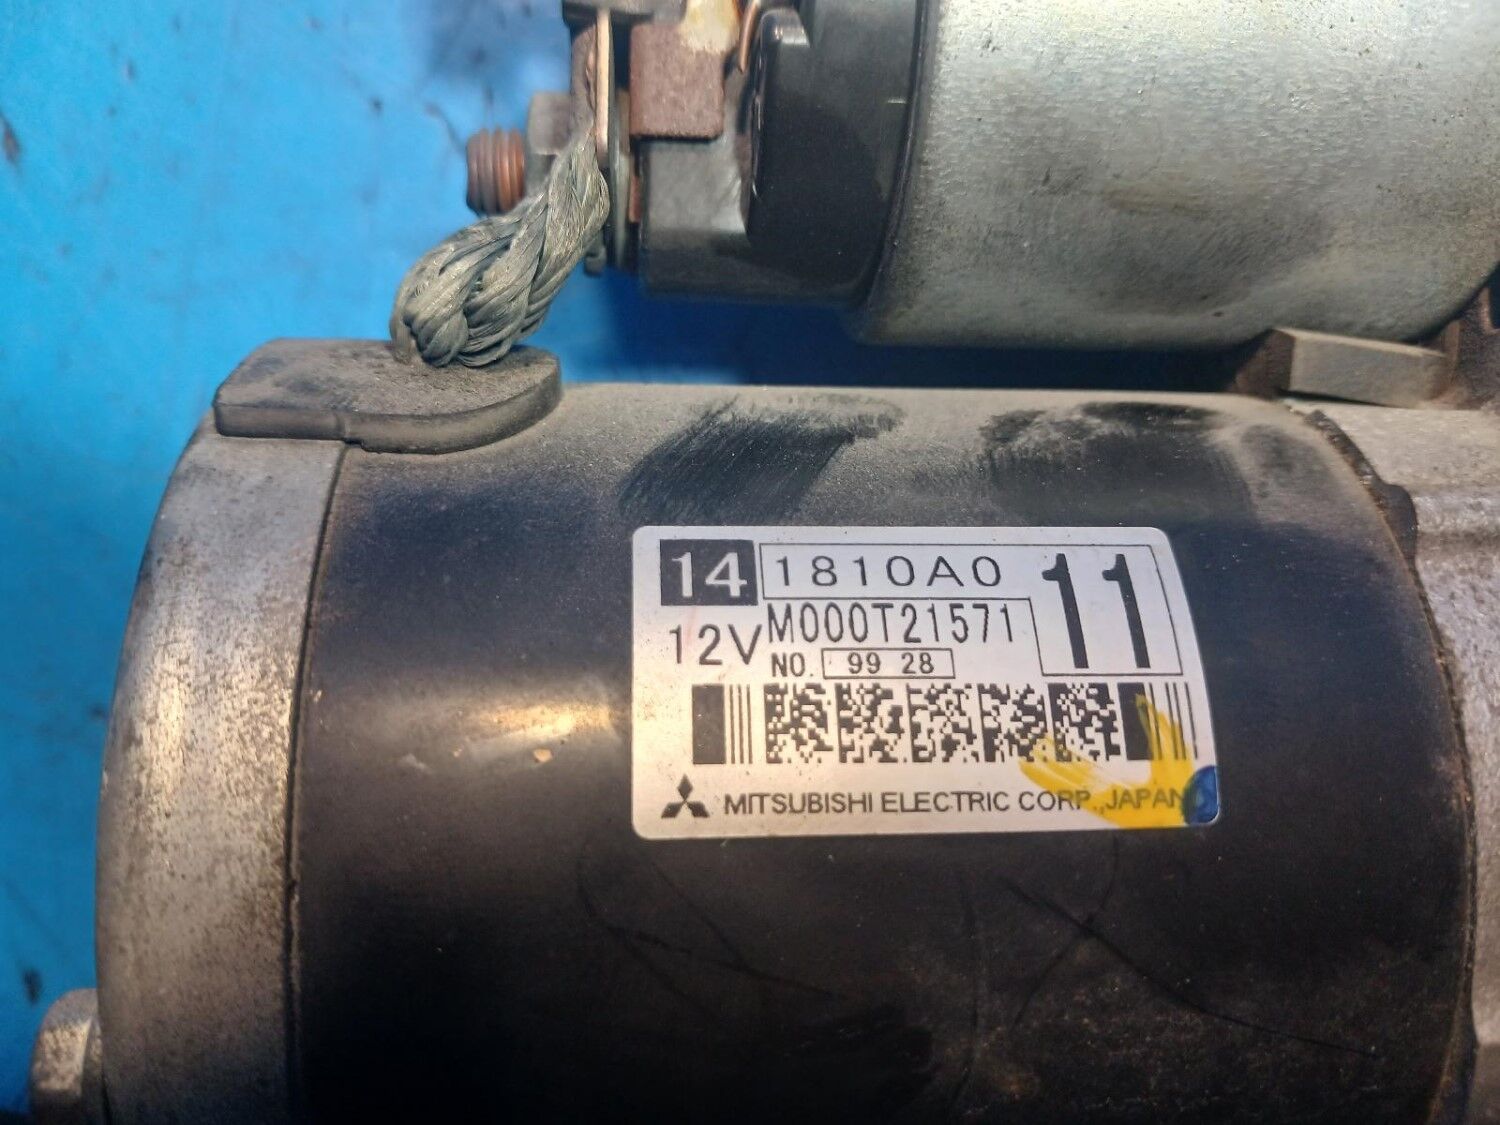 14 1810A0 11
12V M000T21571
NO. 99 28
MITSUBISHI ELECTRIC CORP., JAPAN